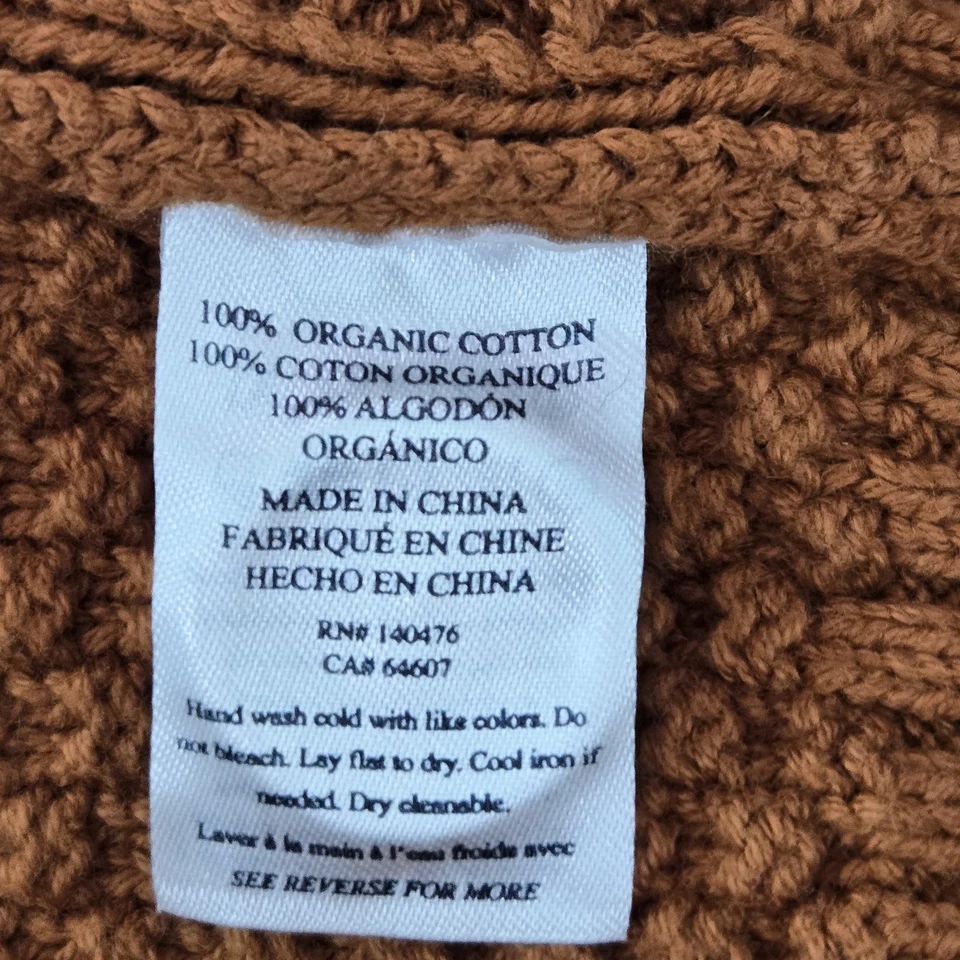 100% ORGANIC COTTON
100% COTON ORGANIQUE
100% ALGODÓN
ORGÁNICO
MADE IN CHINA
FABRIQUÉ EN CHINE
HECHO EN CHINA
RN# 140476
CA# 64607
Hand wash cold with like colors. Do
not bleach. Lay flat to dry. Cool iron if
needed. Dry cleanable.
Laver à la main à l'eau froide avec
SEE REVERSE FOR MORE